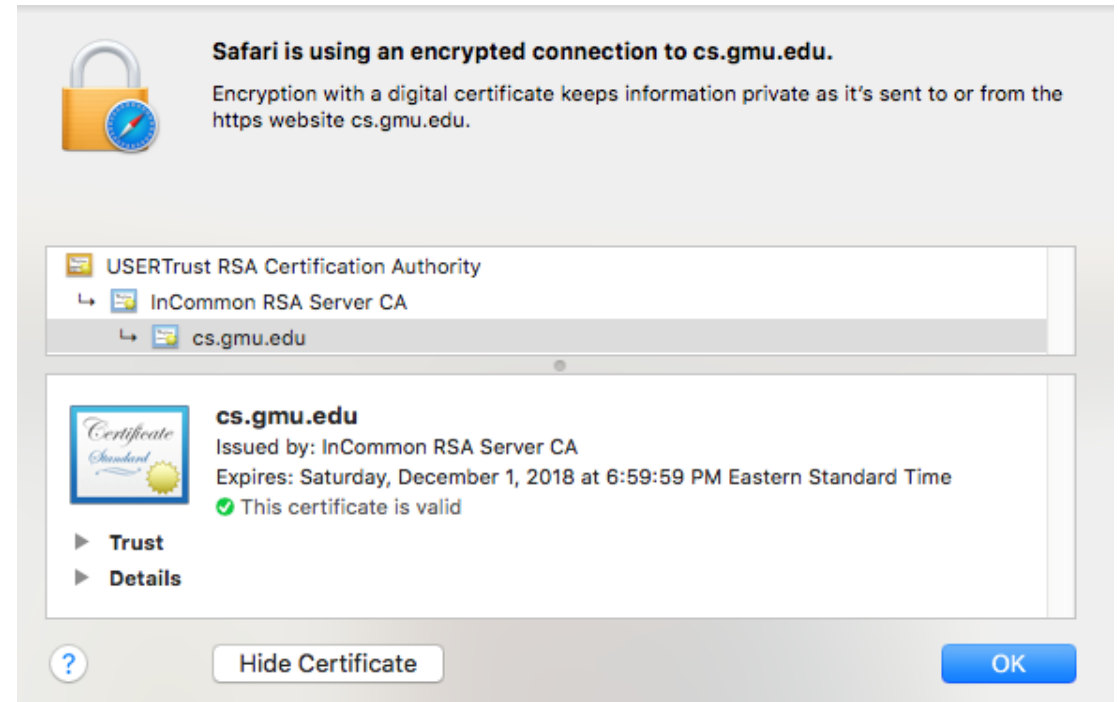 Safari is using an encrypted connection to cs.gmu.edu.
Encryption with a digital certificate keeps information private as it's sent to or from the
https website cs.gmu.edu.
USERTrust RSA Certification Authority
InCommon RSA Server CA
cs.gmu.edu
Certificate
Standard
cs.gmu.edu
Issued by: InCommon RSA Server CA
Expires: Saturday, December 1, 2018 at 6:59:59 PM Eastern Standard Time
This certificate is valid
Trust
Details
? Hide Certificate OK